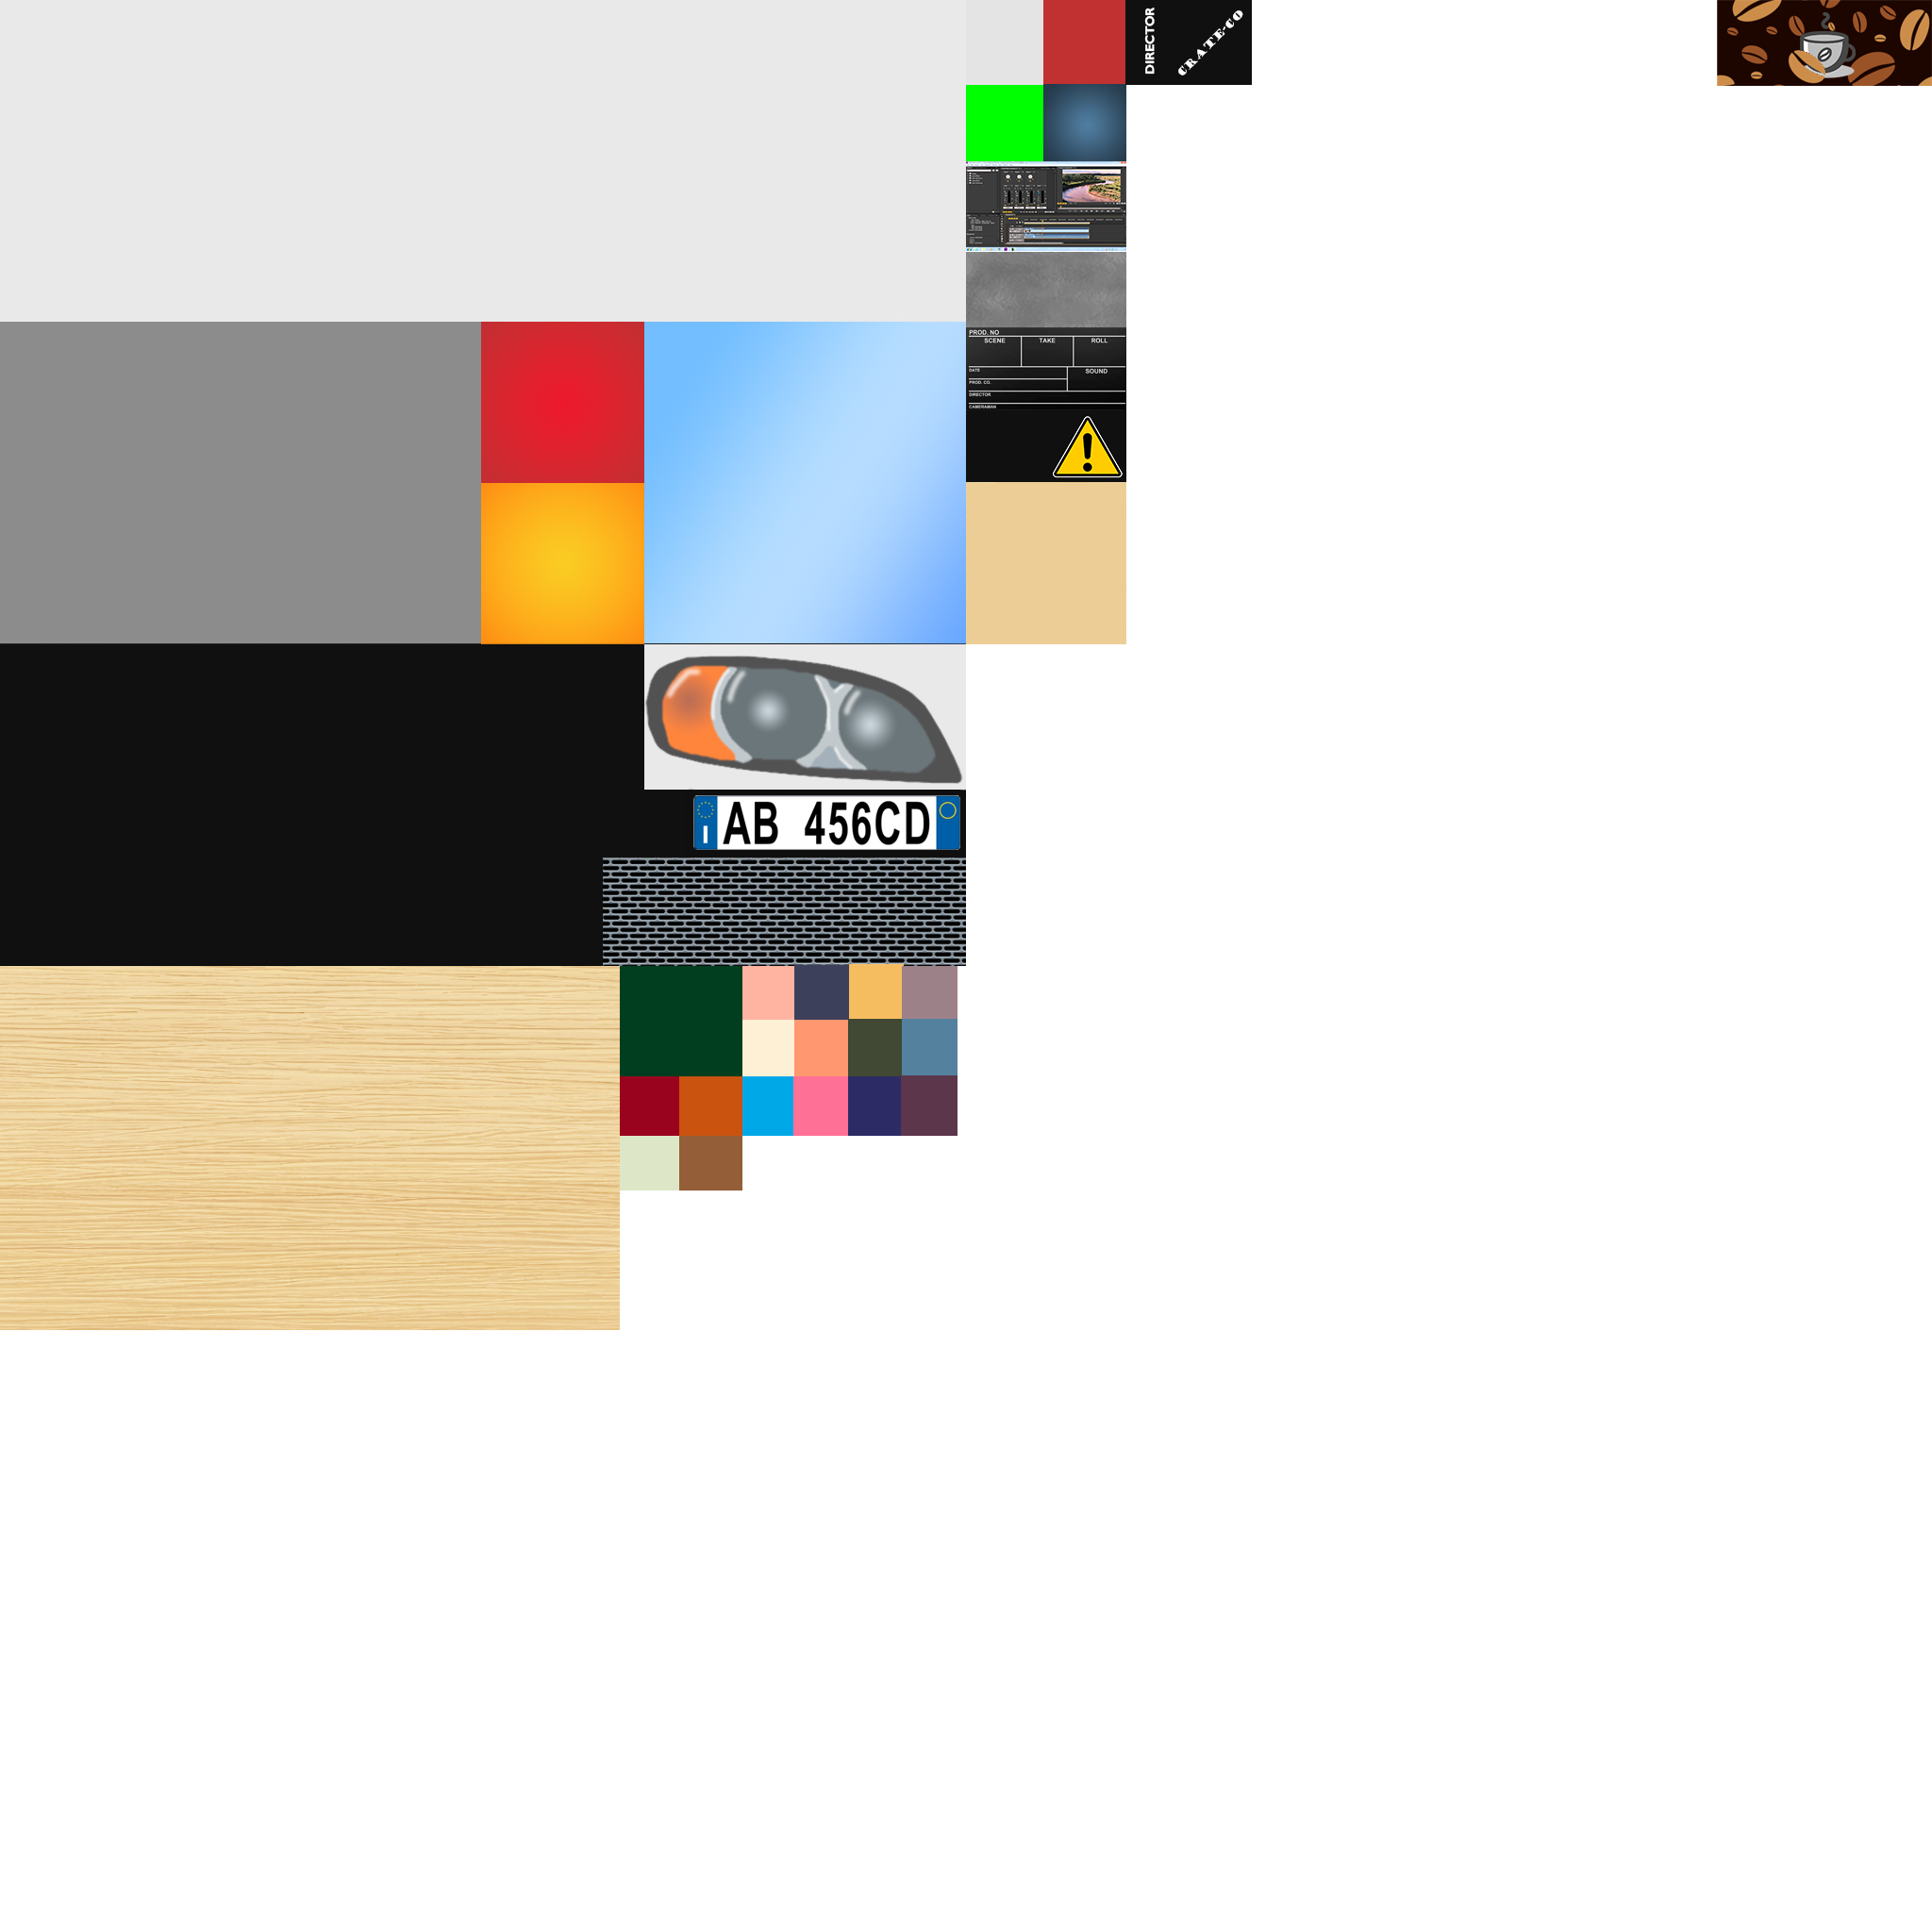 DIRECTOR
CRATE-CO
PROD. NO
SCENE TAKE ROLL
DATE
SOUND
PROD. CO.
DIRECTOR
CAMERAMAN
I AB 456CD